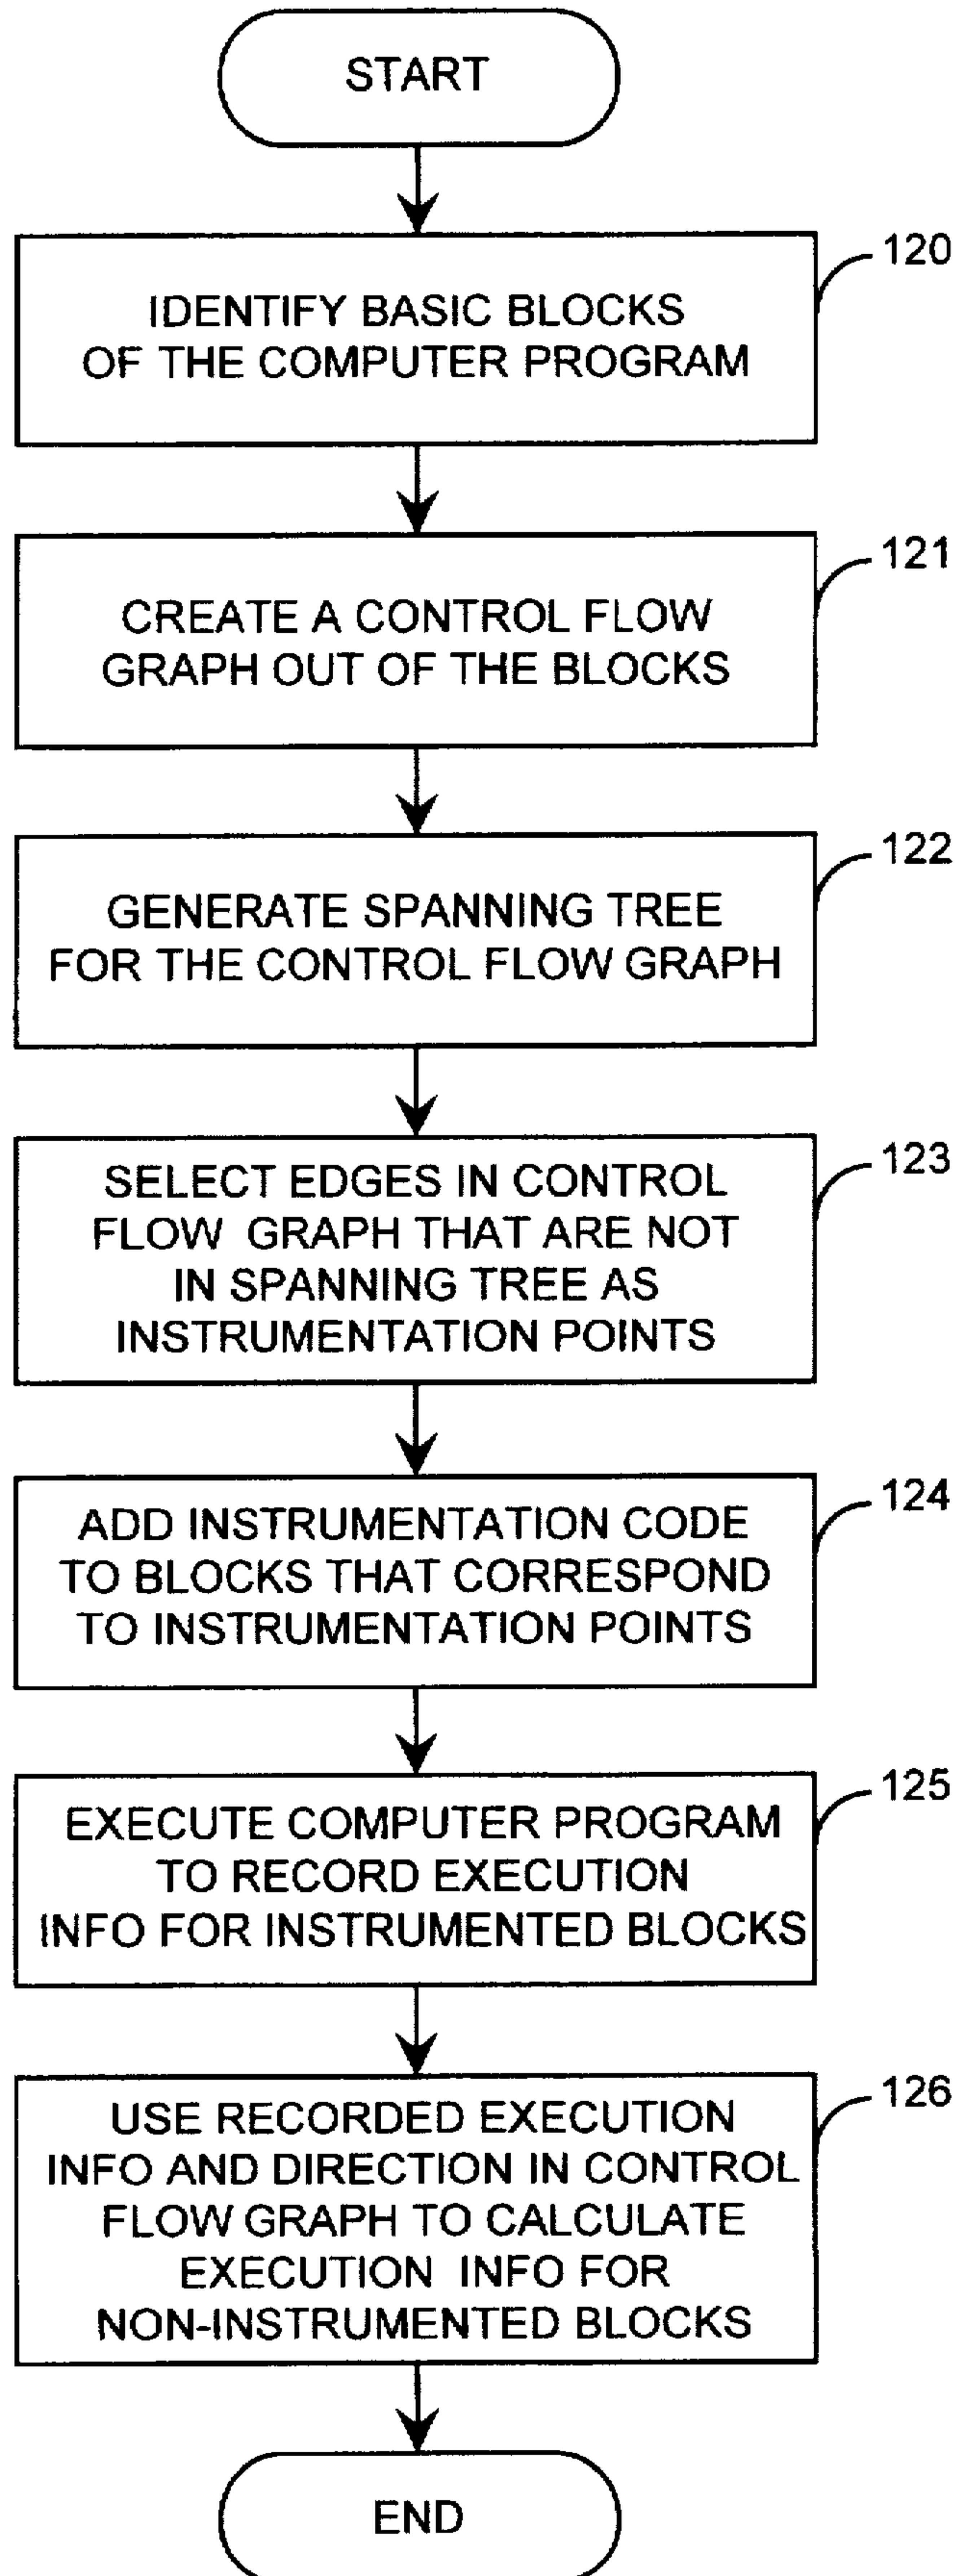 START
120
IDENTIFY BASIC BLOCKS
OF THE COMPUTER PROGRAM
121
CREATE A CONTROL FLOW
GRAPH OUT OF THE BLOCKS
122
GENERATE SPANNING TREE
FOR THE CONTROL FLOW GRAPH
123
SELECT EDGES IN CONTROL
FLOW GRAPH THAT ARE NOT
IN SPANNING TREE AS
INSTRUMENTATION POINTS
124
ADD INSTRUMENTATION CODE
TO BLOCKS THAT CORRESPOND
TO INSTRUMENTATION POINTS
125
EXECUTE COMPUTER PROGRAM
TO RECORD EXECUTION
INFO FOR INSTRUMENTED BLOCKS
126
USE RECORDED EXECUTION
INFO AND DIRECTION IN CONTROL
FLOW GRAPH TO CALCULATE
EXECUTION INFO FOR
NON-INSTRUMENTED BLOCKS
END